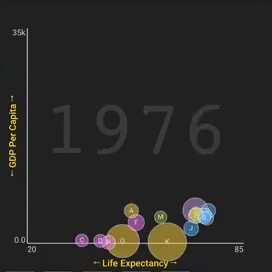 35k
1976
←GDP Per Capita→
A
F
M
J
C
D
K
0.0
20
85
←Life Expectancy→